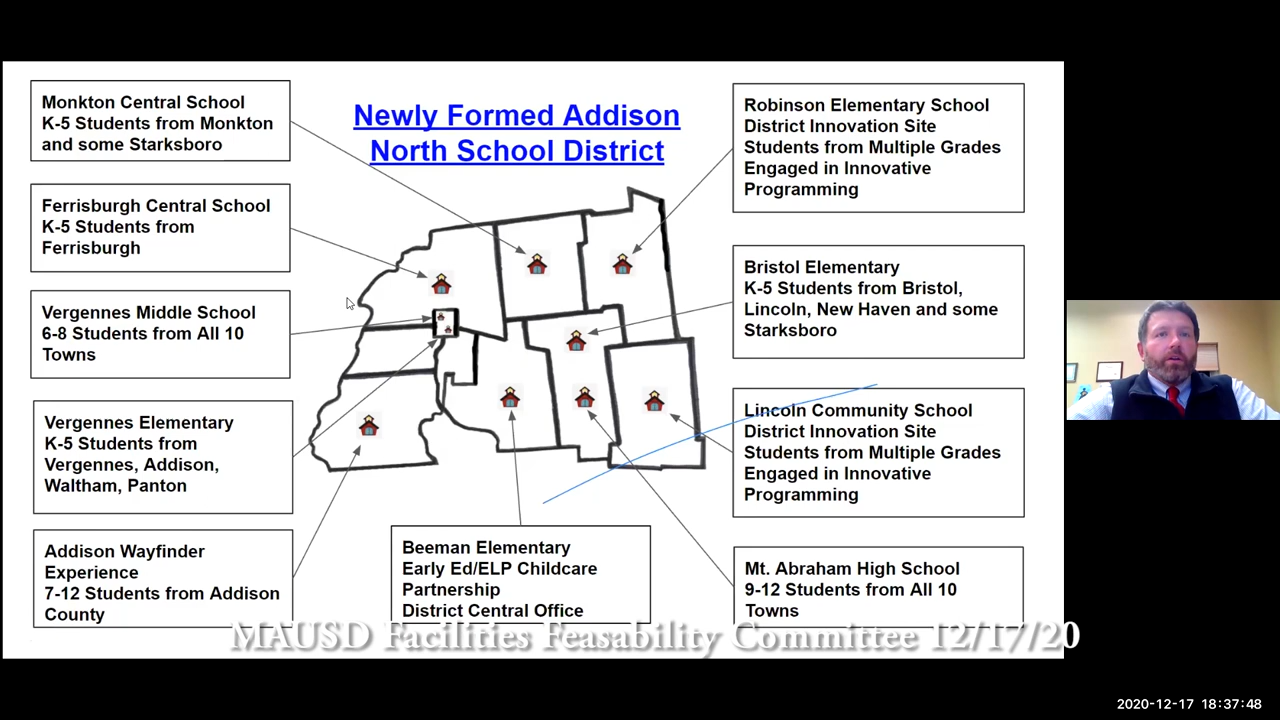 Newly Formed Addison
North School District
Monkton Central School
K-5 Students from Monkton
and some Starksboro
Ferrisburgh Central School
K-5 Students from
Ferrisburgh
Vergennes Middle School
6-8 Students from All 10
Towns
Vergennes Elementary
K-5 Students from
Vergennes, Addison,
Waltham, Panton
Addison Wayfinder
Experience
7-12 Students from Addison
County
Beeman Elementary
Early Ed/ELP Childcare
Partnership
District Central Office
Robinson Elementary School
District Innovation Site
Students from Multiple Grades
Engaged in Innovative
Programming
Bristol Elementary
K-5 Students from Bristol,
Lincoln, New Haven and some
Starksboro
Lincoln Community School
District Innovation Site
Students from Multiple Grades
Engaged in Innovative
Programming
Mt. Abraham High School
9-12 Students from All 10
Towns
MAUSD Facilities Feasability Committee 12/17/20
2020-12-17 18:37:48